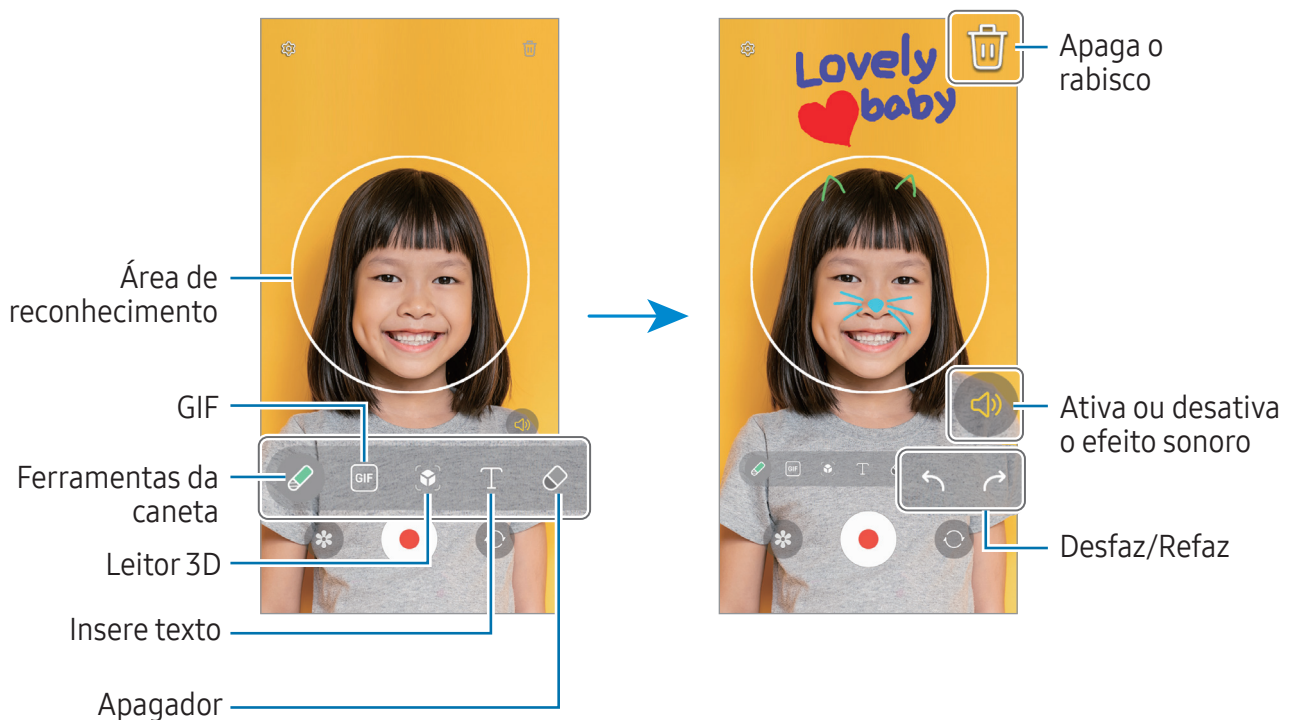 Lovely
baby
Apaga o
rabisco
Área de
reconhecimento
GIF
Ativa ou desativa
o efeito sonoro
Ferramentas da
caneta
GIF
GIF
Desfaz/Refaz
Leitor 3D
Insere texto
Apagador